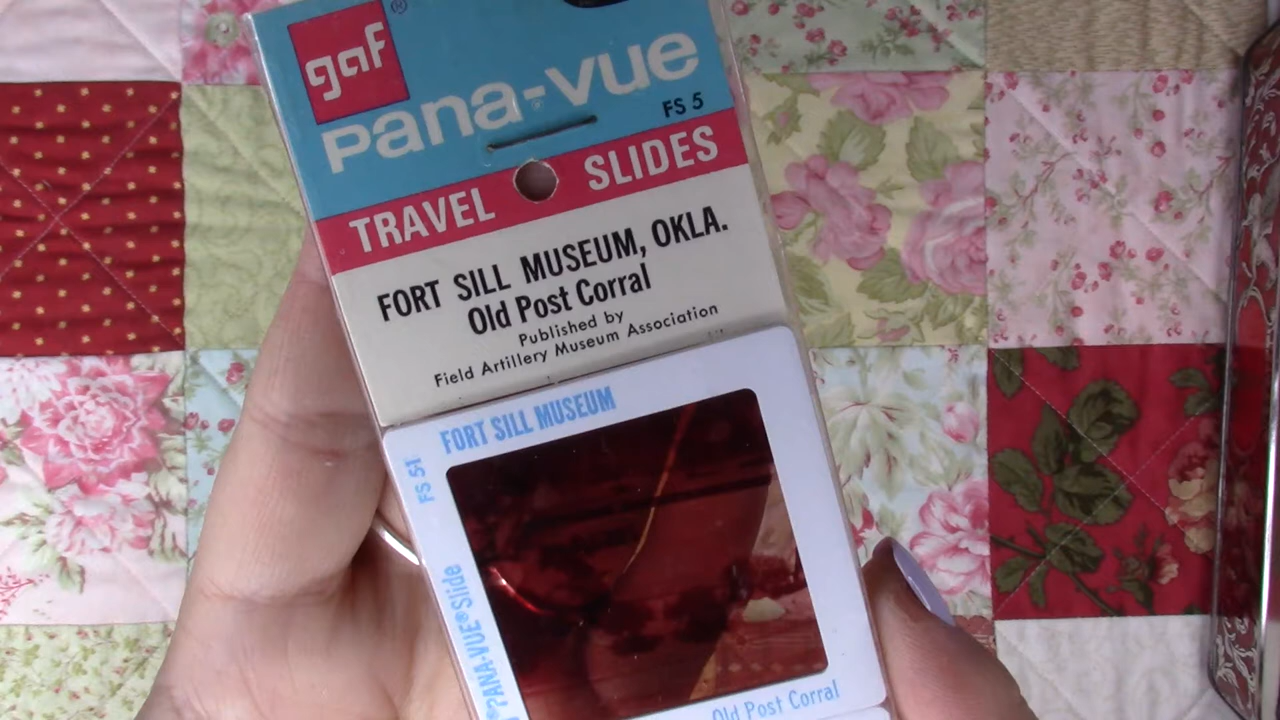 gaf®
Pana-vue
FS 5
TRAVEL SLIDES
FORT SILL MUSEUM, OKLA.
Old Post Corral
Published by
Field Artillery Museum Association
FORT SILL MUSEUM
FS 51
®PANA-VUE®Slide
Old Post Corral